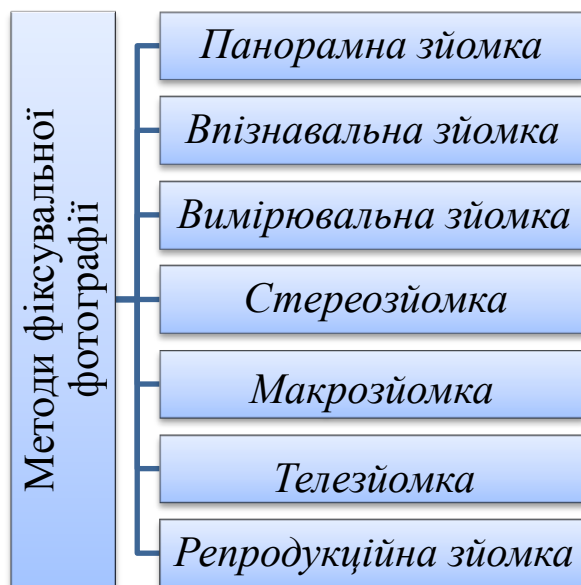 Методи фіксувальної
фотографії
Панорамна зйомка
Впізнавальна зйомка
Вимірювальна зйомка
Стереозйомка
Макрозйомка
Телезйомка
Репродукційна зйомка